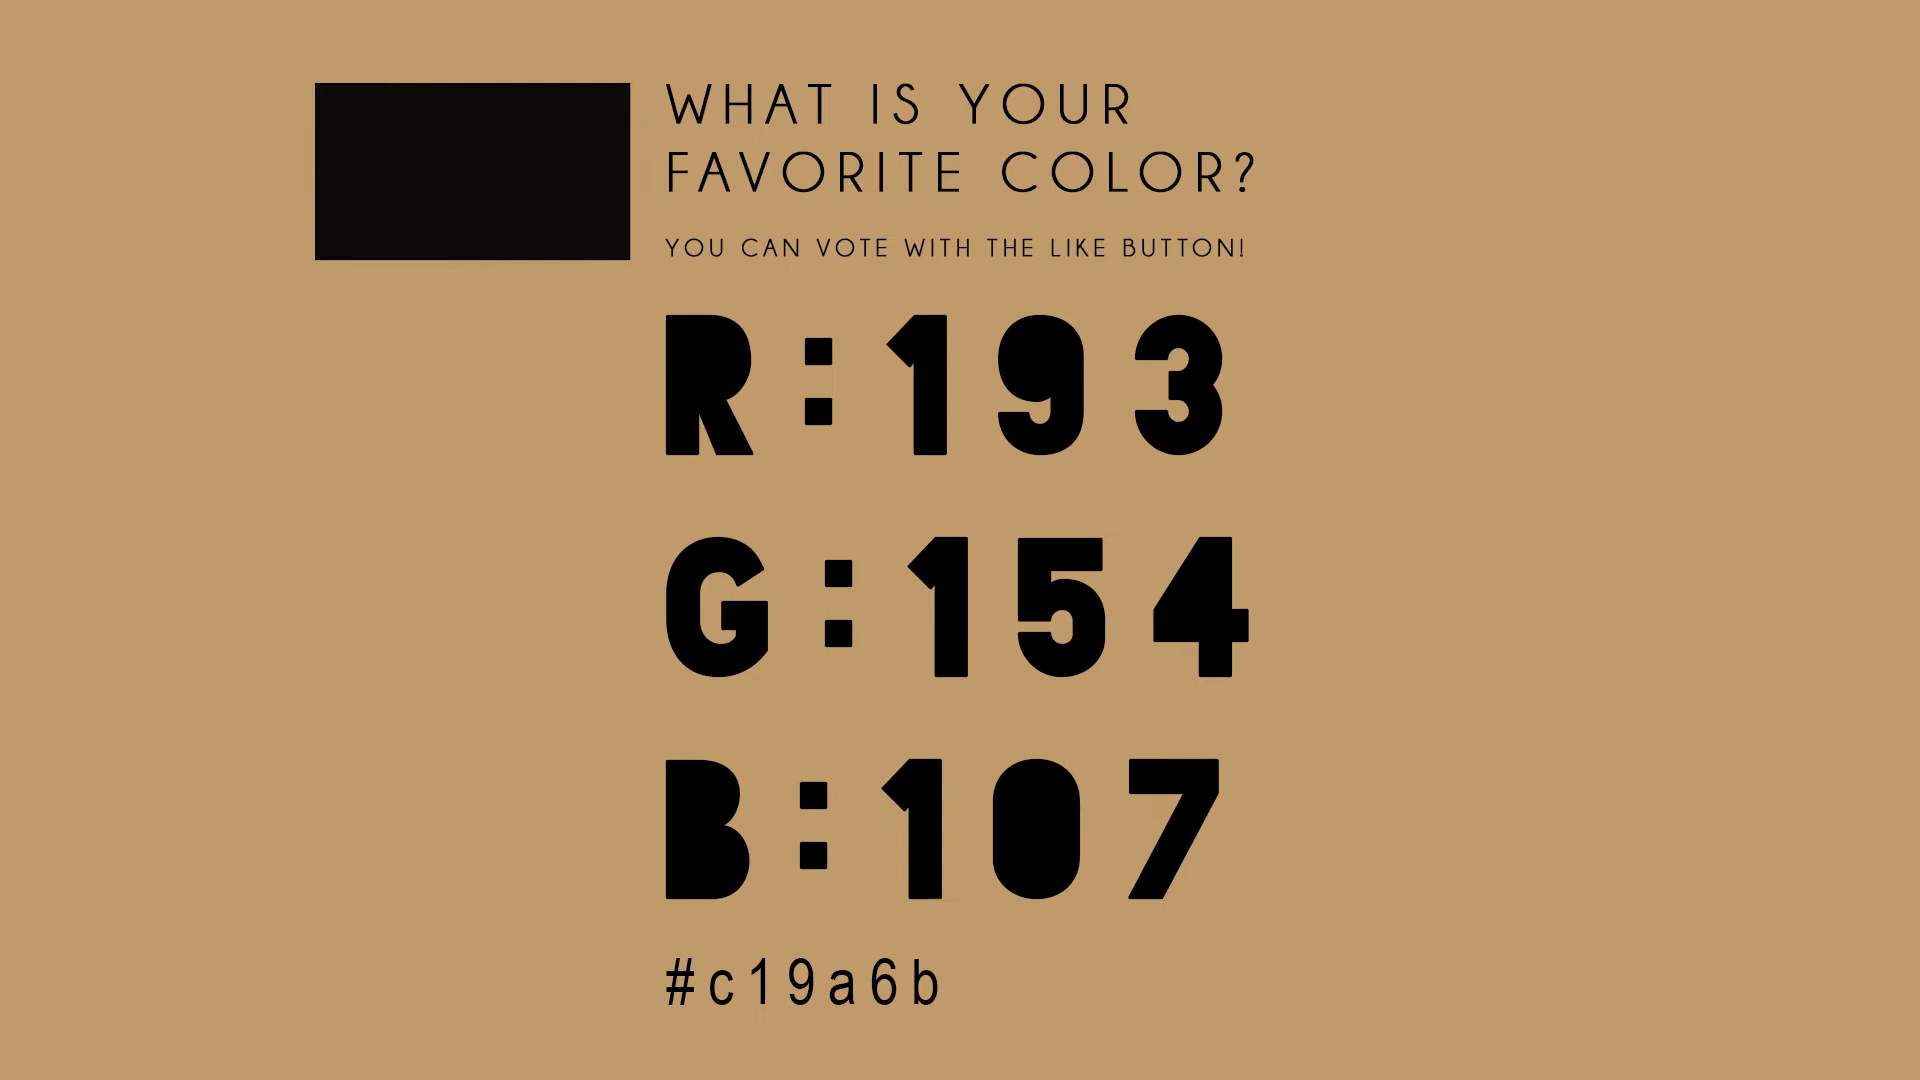 WHAT IS YOUR
FAVORITE COLOR?
YOU CAN VOTE WITH THE LIKE BUTTON!
R:193
G:154
B:107
#c19a6b